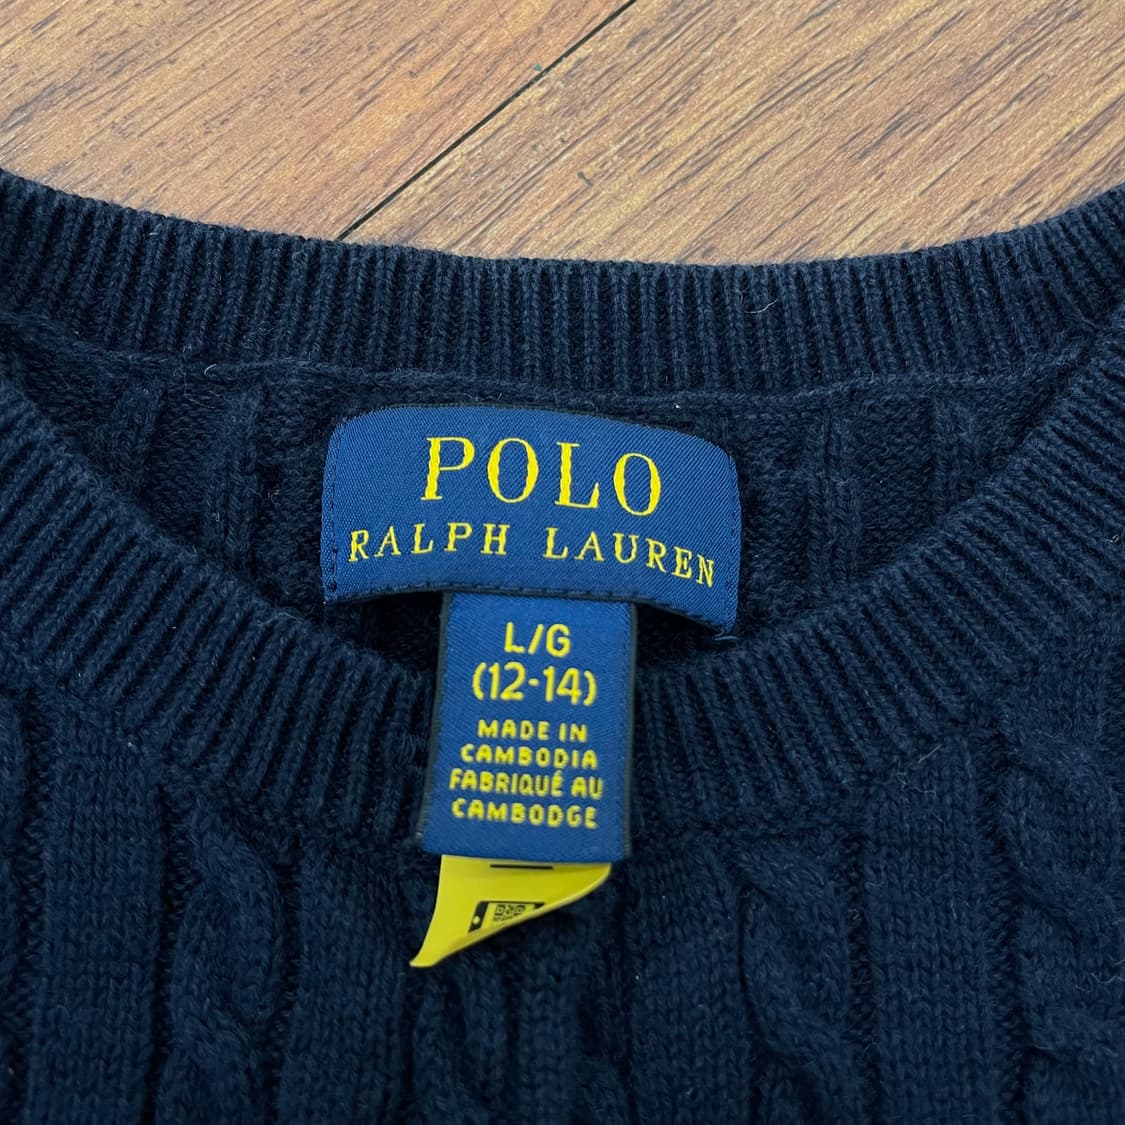 POLO
RALPH LAUREN
L/G
(12-14)
MADE IN
CAMBODIA
FABRIQUÉ AU
CAMBODGE